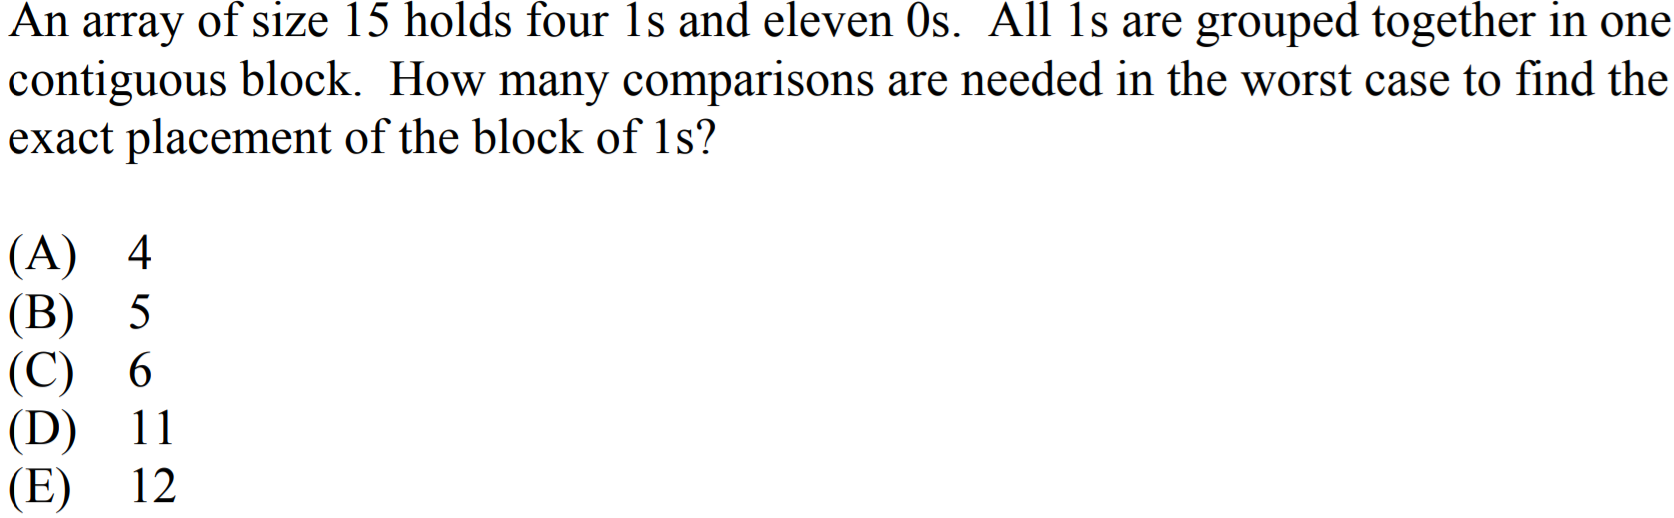 An array of size 15 holds four 1s and eleven 0s.  All 1s are grouped together in one
contiguous block.  How many comparisons are needed in the worst case to find the
exact placement of the block of 1s?
(A) 4
(B) 5
(C) 6
(D) 11
(E) 12